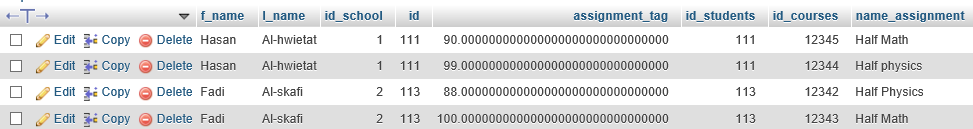 ←T→ f_name l_name id_school id assignment_tag id_students id_courses name_assignment
Edit Copy Delete Hasan Al-hwietat 1 111 90.000000000000000000000000000000 111 12345 Half Math
Edit Copy Delete Hasan Al-hwietat 1 111 99.000000000000000000000000000000 111 12344 Half physics
Edit Copy Delete Fadi Al-skafi 2 113 88.000000000000000000000000000000 113 12342 Half Physics
Edit Copy Delete Fadi Al-skafi 2 113 100.000000000000000000000000000000 113 12343 Half Math